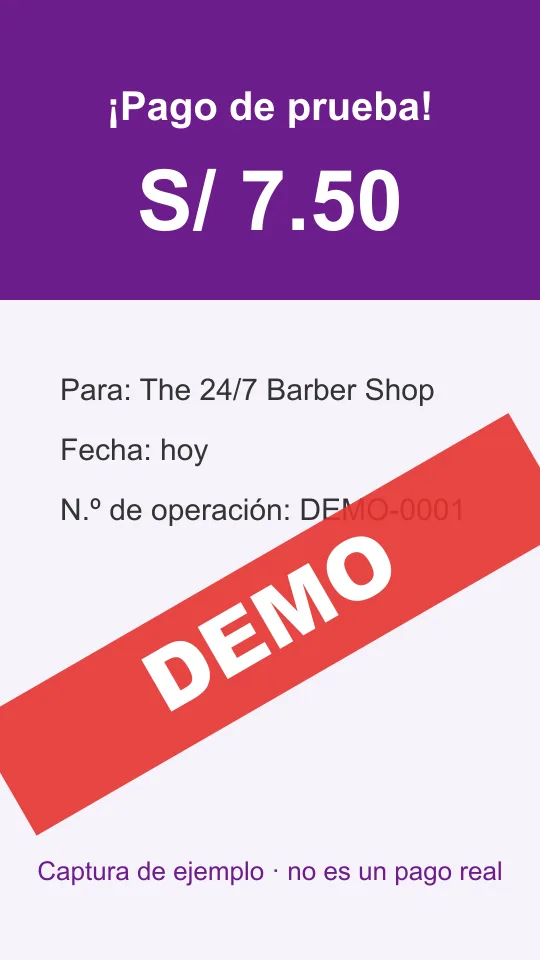 ¡Pago de prueba!
S/ 7.50
Para: The 24/7 Barber Shop
Fecha: hoy
N.º de operación: DEMO-0001
DEMO
Captura de ejemplo · no es un pago real